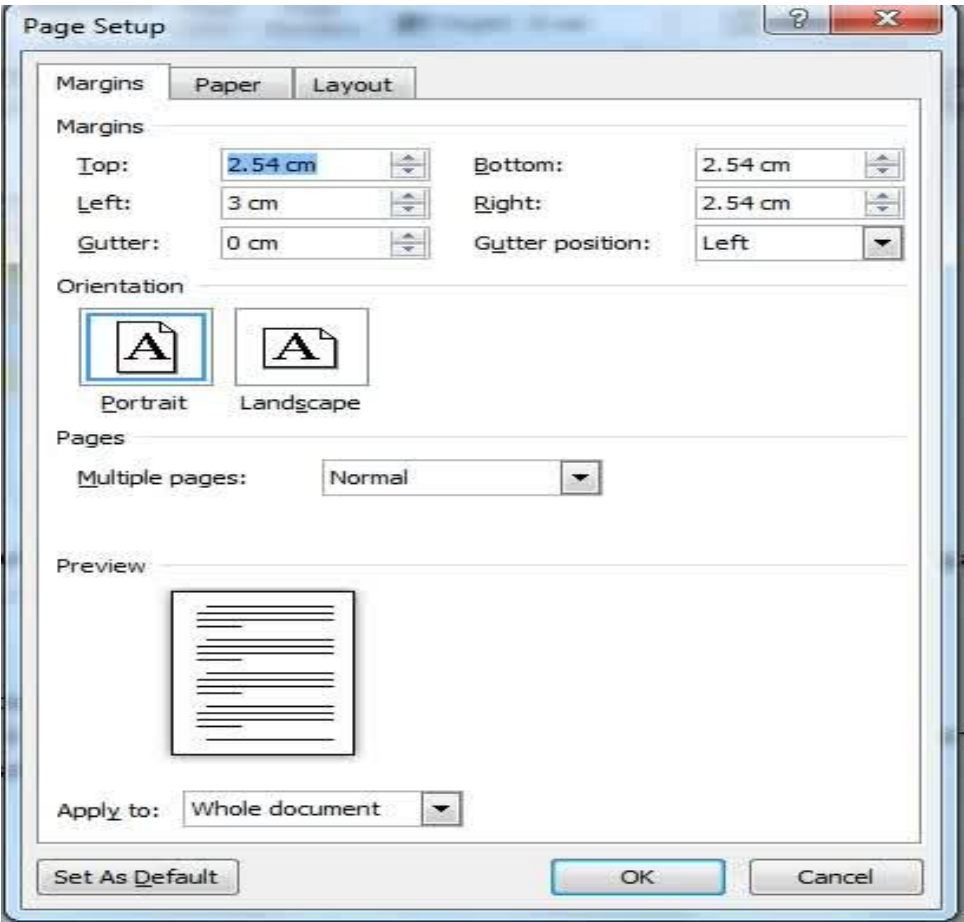 Page Setup
Margins Paper Layout
Margins
Top: 2.54 cm Bottom: 2.54 cm
Left: 3 cm Right: 2.54 cm
Gutter: 0 cm Gutter position: Left
Orientation
A A
Portrait Landscape
Pages
Multiple pages: Normal
Preview
Apply to: Whole document
Set As Default OK Cancel